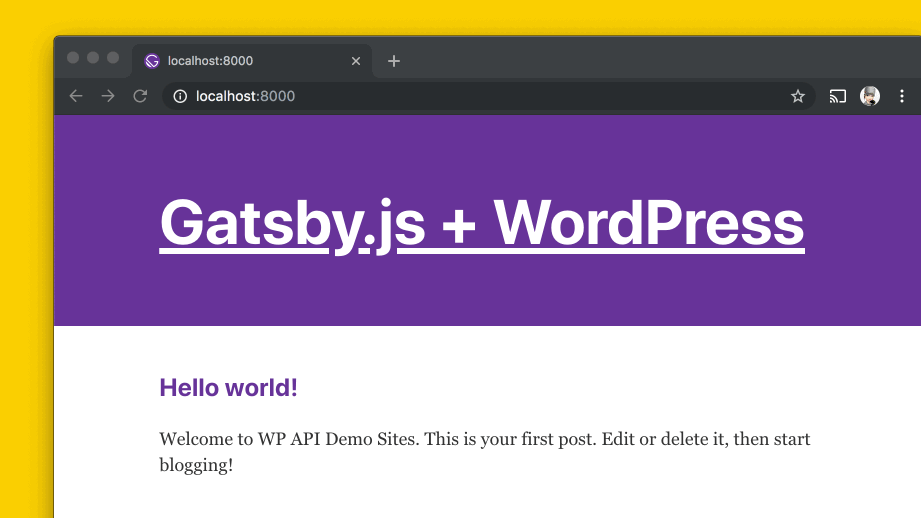 localhost:8000
localhost:8000
Gatsby.js + WordPress
Hello world!
Welcome to WP API Demo Sites. This is your first post. Edit or delete it, then start
blogging!